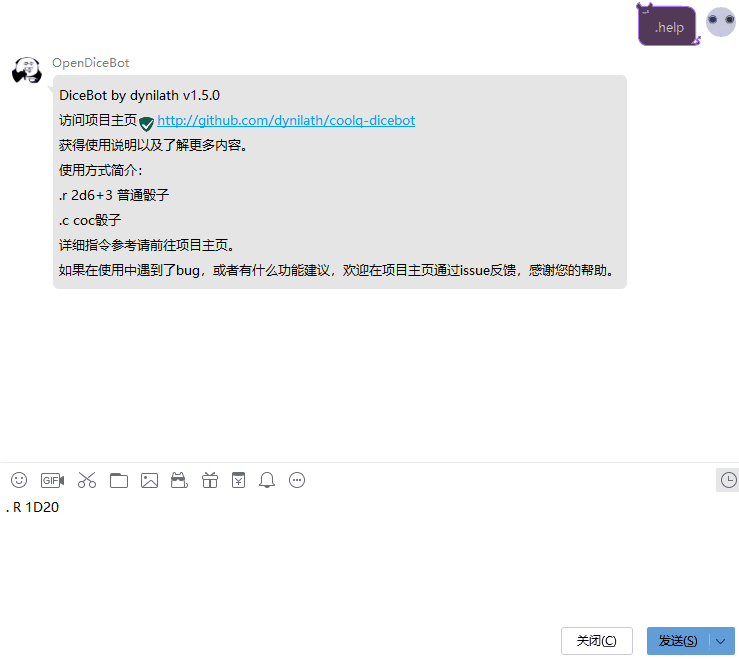 .help
OpenDiceBot
DiceBot by dynilath v1.5.0
访问项目主页 http://github.com/dynilath/coolq-dicebot
获得使用说明以及了解更多内容。
使用方式简介：
.r 2d6+3 普通骰子
.c coc骰子
详细指令参考请前往项目主页。
如果在使用中遇到了bug，或者有什么功能建议，欢迎在项目主页通过issue反馈，感谢您的帮助。
GIF
. R 1D20
关闭(C) 发送(S)